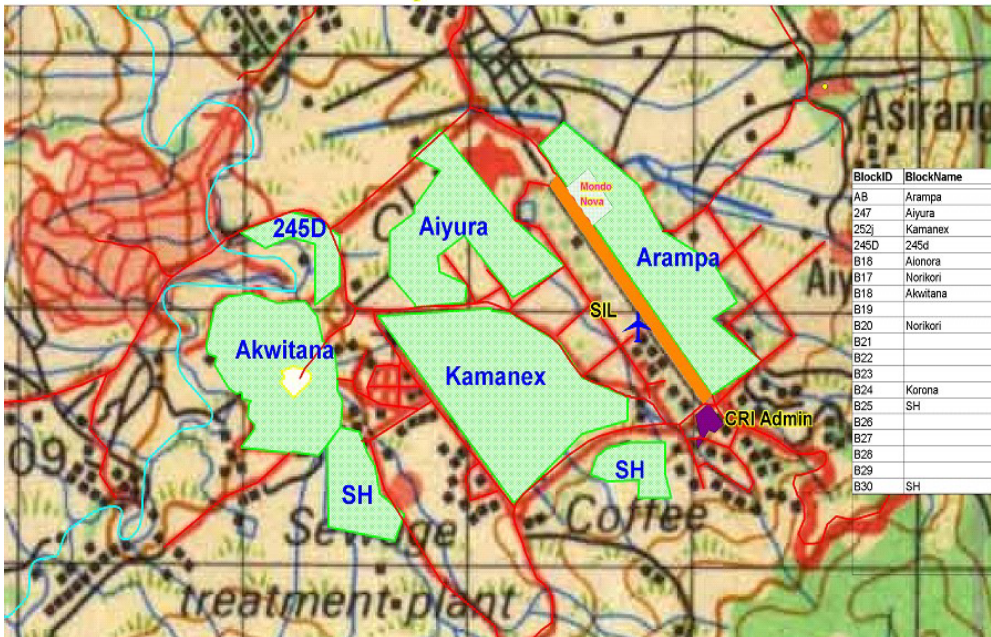 Asirang
Mondo
Nova
245D
Aiyura
Arampa
SIL
Akwitana
Kamanex
CRI Admin
09
SH
SH
Sewage
treatment plant
Coffee
BlockID BlockName
AB Arampa
247 Aiyura
252j Kamanex
245D 245d
B18 Aionora
B17 Norikori
B18 Akwitana
B19
B20 Norikori
B21
B22
B23
B24 Korona
B25 SH
B26
B27
B28
B29
B30 SH